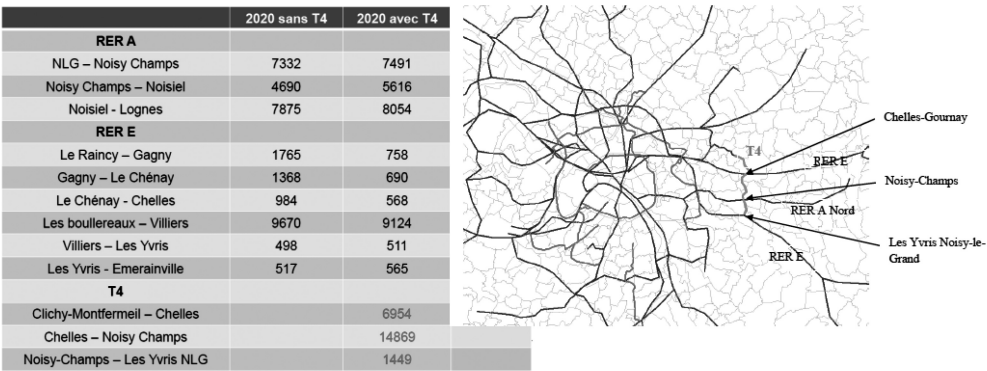 2020 sans T4 2020 avec T4
RER A
NLG – Noisy Champs 7332 7491
Noisy Champs – Noisiel 4690 5616
Noisiel - Lognes 7875 8054
RER E
Le Raincy – Gagny 1765 758
Gagny – Le Chénay 1368 690
Le Chénay - Chelles 984 568
Les boullereaux – Villiers 9670 9124
Villiers – Les Yvris 498 511
Les Yvris - Emerainville 517 565
T4
Clichy-Montfermeil – Chelles 6954
Chelles – Noisy Champs 14869
Noisy-Champs – Les Yvris NLG 1449
Chelles-Gournay
T4
RER E
Noisy-Champs
RER A Nord
Les Yvris Noisy-le-
Grand
RER E